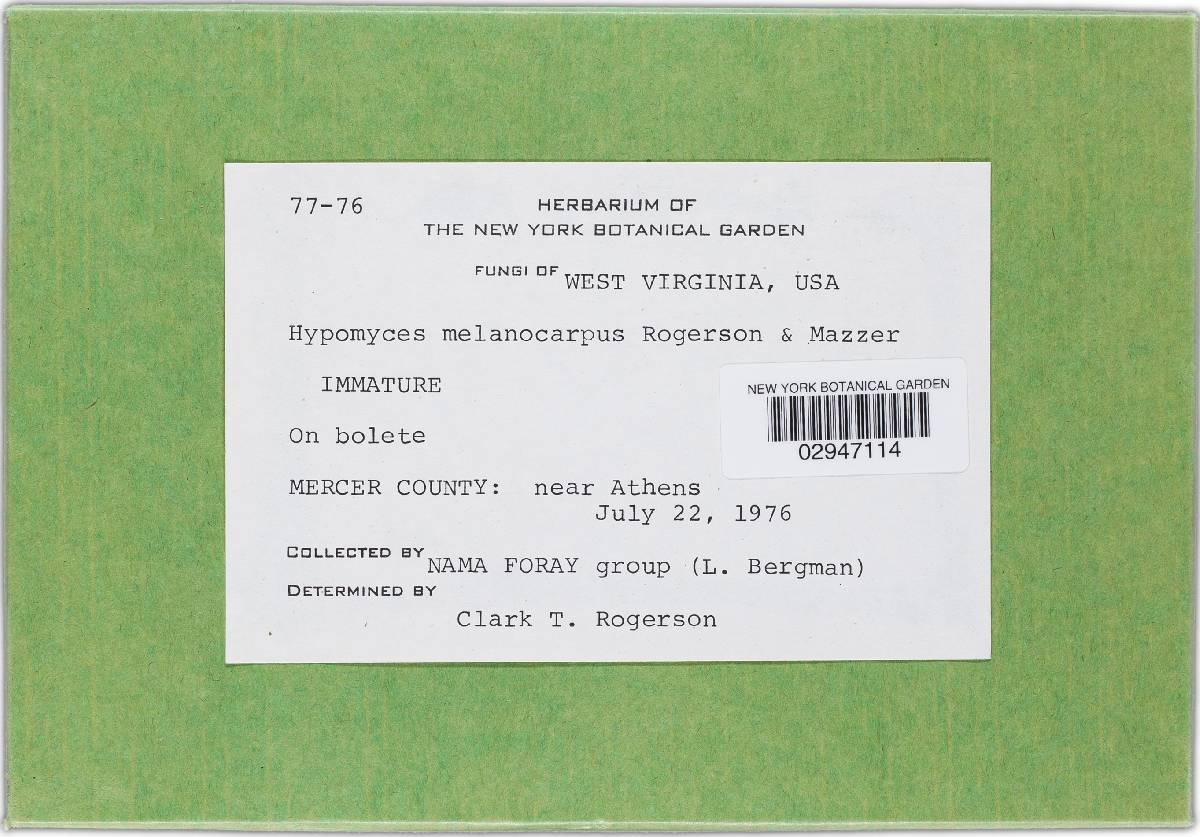 77-76
HERBARIUM OF
THE NEW YORK BOTANICAL GARDEN
FUNGI OF WEST VIRGINIA, USA
Hypomyces melanocarpus Rogerson & Mazzer
IMMATURE
NEW YORK BOTANICAL GARDEN
02947114
On bolete
MERCER COUNTY: near Athens
July 22, 1976
COLLECTED BY NAMA FORAY group (L. Bergman)
DETERMINED BY
Clark T. Rogerson